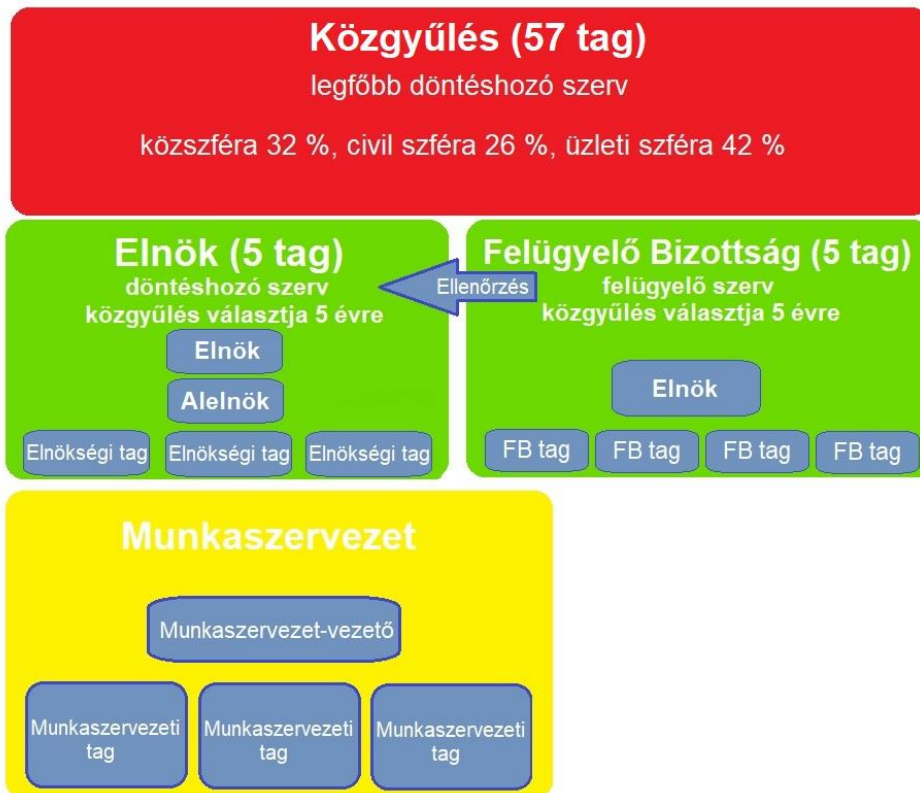 Közgyűlés (57 tag)
legfőbb döntéshozó szerv
közszféra 32 %, civil szféra 26 %, üzleti szféra 42 %
Elnök (5 tag)
döntéshozó szerv
közgyűlés választja 5 évre
Elnök
Alelnök
Elnökségi tag
Elnökségi tag
Elnökségi tag
Ellenőrzés
Felügyelő Bizottság (5 tag)
felügyelő szerv
közgyűlés választja 5 évre
Elnök
FB tag
FB tag
FB tag
FB tag
Munkaszervezet
Munkaszervezet-vezető
Munkaszervezeti
tag
Munkaszervezeti
tag
Munkaszervezeti
tag